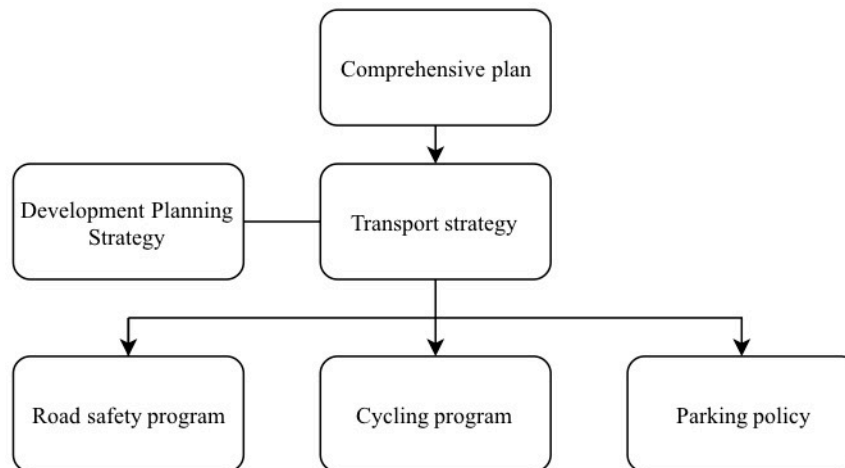 Comprehensive plan
Development Planning
Strategy
Transport strategy
Road safety program
Cycling program
Parking policy